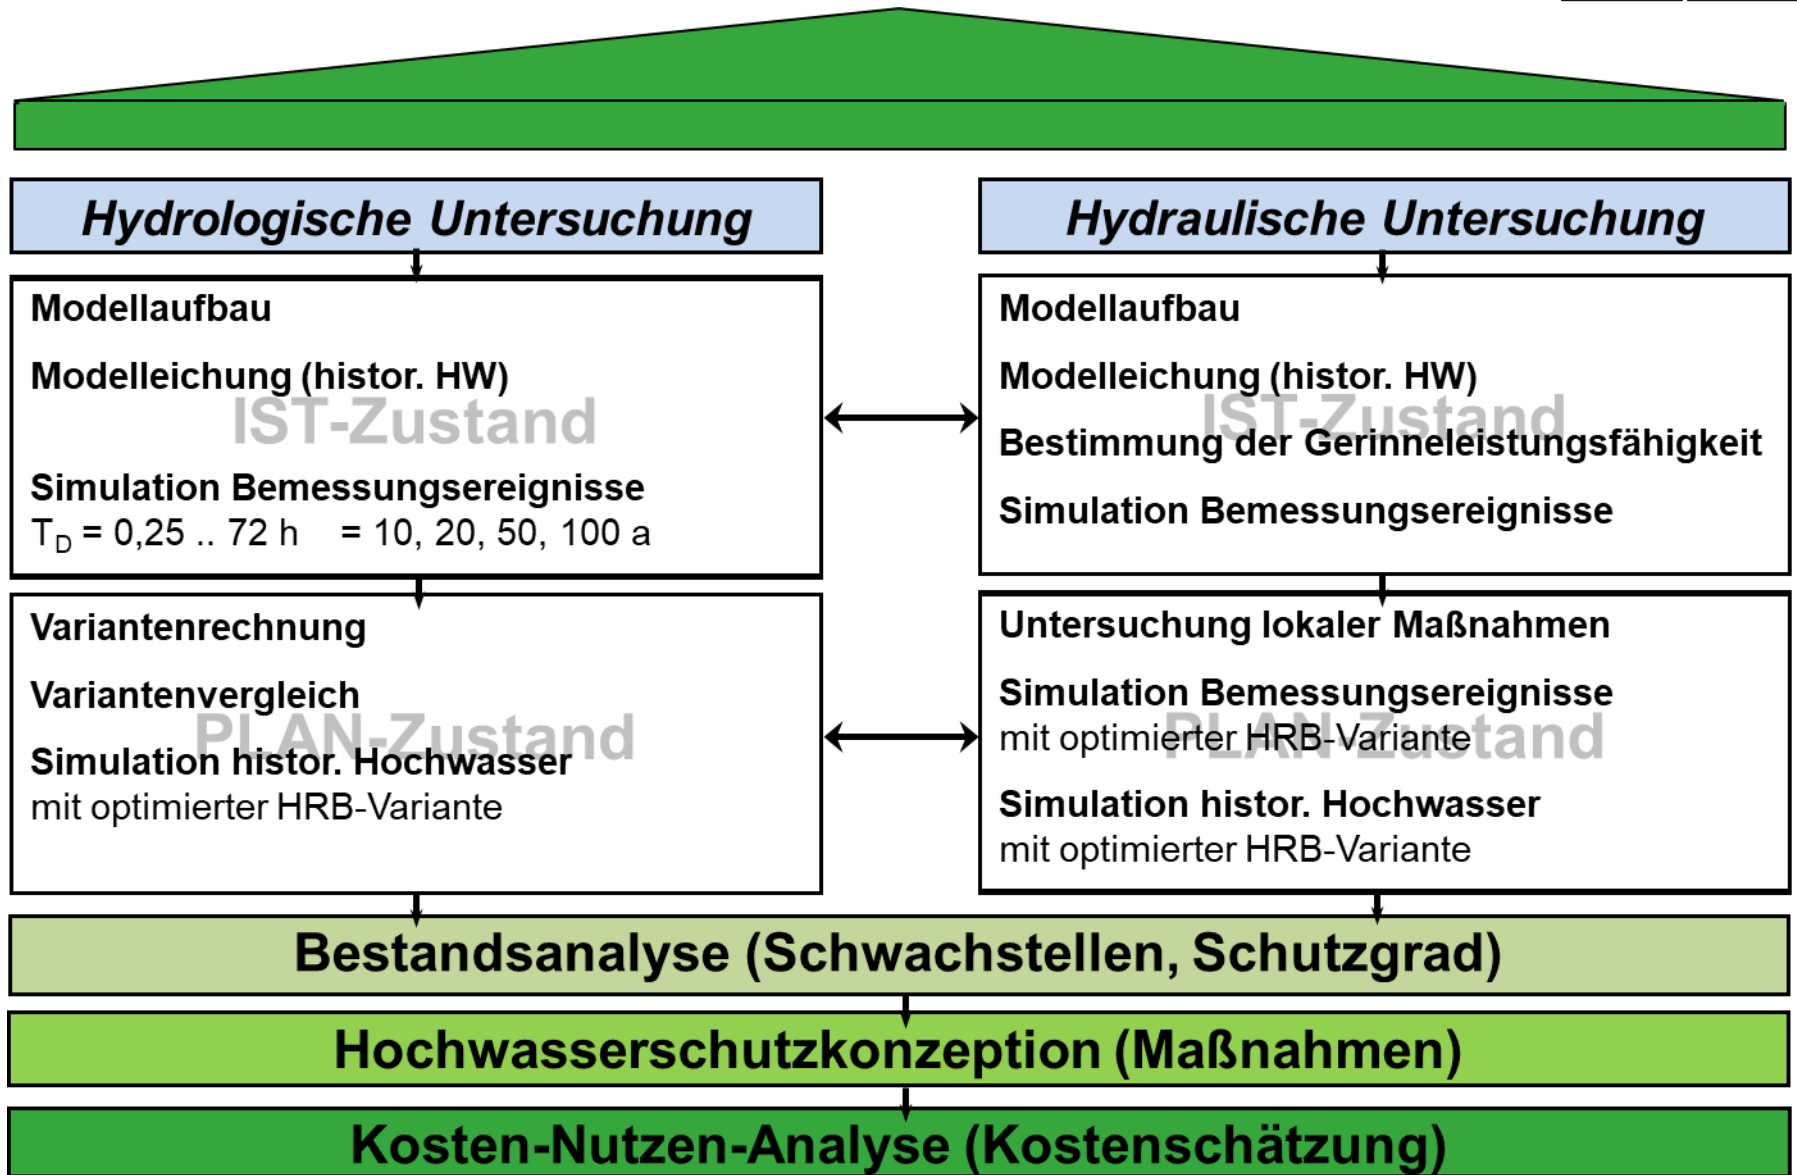 Hydrologische Untersuchung
Modellaufbau
Modelleichung (histor. HW)
IST-Zustand
Simulation Bemessungsereignisse
T_D = 0,25 .. 72 h = 10, 20, 50, 100 a
Variantenrechnung
Variantenvergleich
PLAN-Zustand
Simulation histor. Hochwasser
mit optimierter HRB-Variante
Hydraulische Untersuchung
Modellaufbau
Modelleichung (histor. HW)
IST-Zustand
Bestimmung der Gerinneleistungsfähigkeit
Simulation Bemessungsereignisse
Untersuchung lokaler Maßnahmen
Simulation Bemessungsereignisse
PLAN-Zustand
mit optimierter HRB-Variante
Simulation histor. Hochwasser
mit optimierter HRB-Variante
Bestandsanalyse (Schwachstellen, Schutzgrad)
Hochwasserschutzkonzeption (Maßnahmen)
Kosten-Nutzen-Analyse (Kostenschätzung)